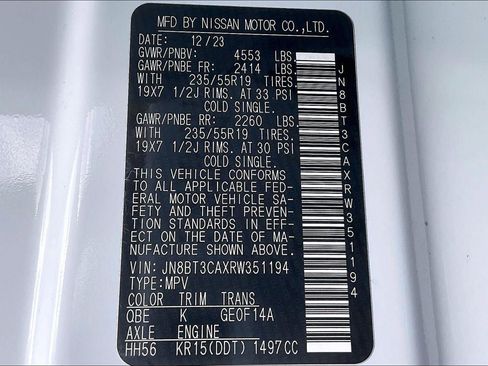 MFD BY NISSAN MOTOR CO.,LTD.
DATE: 12/23
GVWR/PNBV: 4553 LBS.
GAWR/PNBE FR: 2414 LBS.
WITH 235/55R19 TIRES.
19X7 1/2J RIMS. AT 33 PSI
COLD SINGLE.
GAWR/PNBE RR: 2260 LBS.
WITH 235/55R19 TIRES.
19X7 1/2J RIMS. AT 30 PSI
COLD SINGLE.
THIS VEHICLE CONFORMS
TO ALL APPLICABLE FED-
ERAL MOTOR VEHICLE SA-
FETY AND THEFT PREVEN-
TION STANDARDS IN EFF-
ECT ON THE DATE OF MA-
NUFACTURE SHOWN ABOVE.
VIN: JN8BT3CAXRW351194
TYPE:MPV
COLOR TRIM TRANS
QBE K GE0F14A
AXLE ENGINE
HH56 KR15(DDT) 1497CC
JN8BT3CAXRW351194